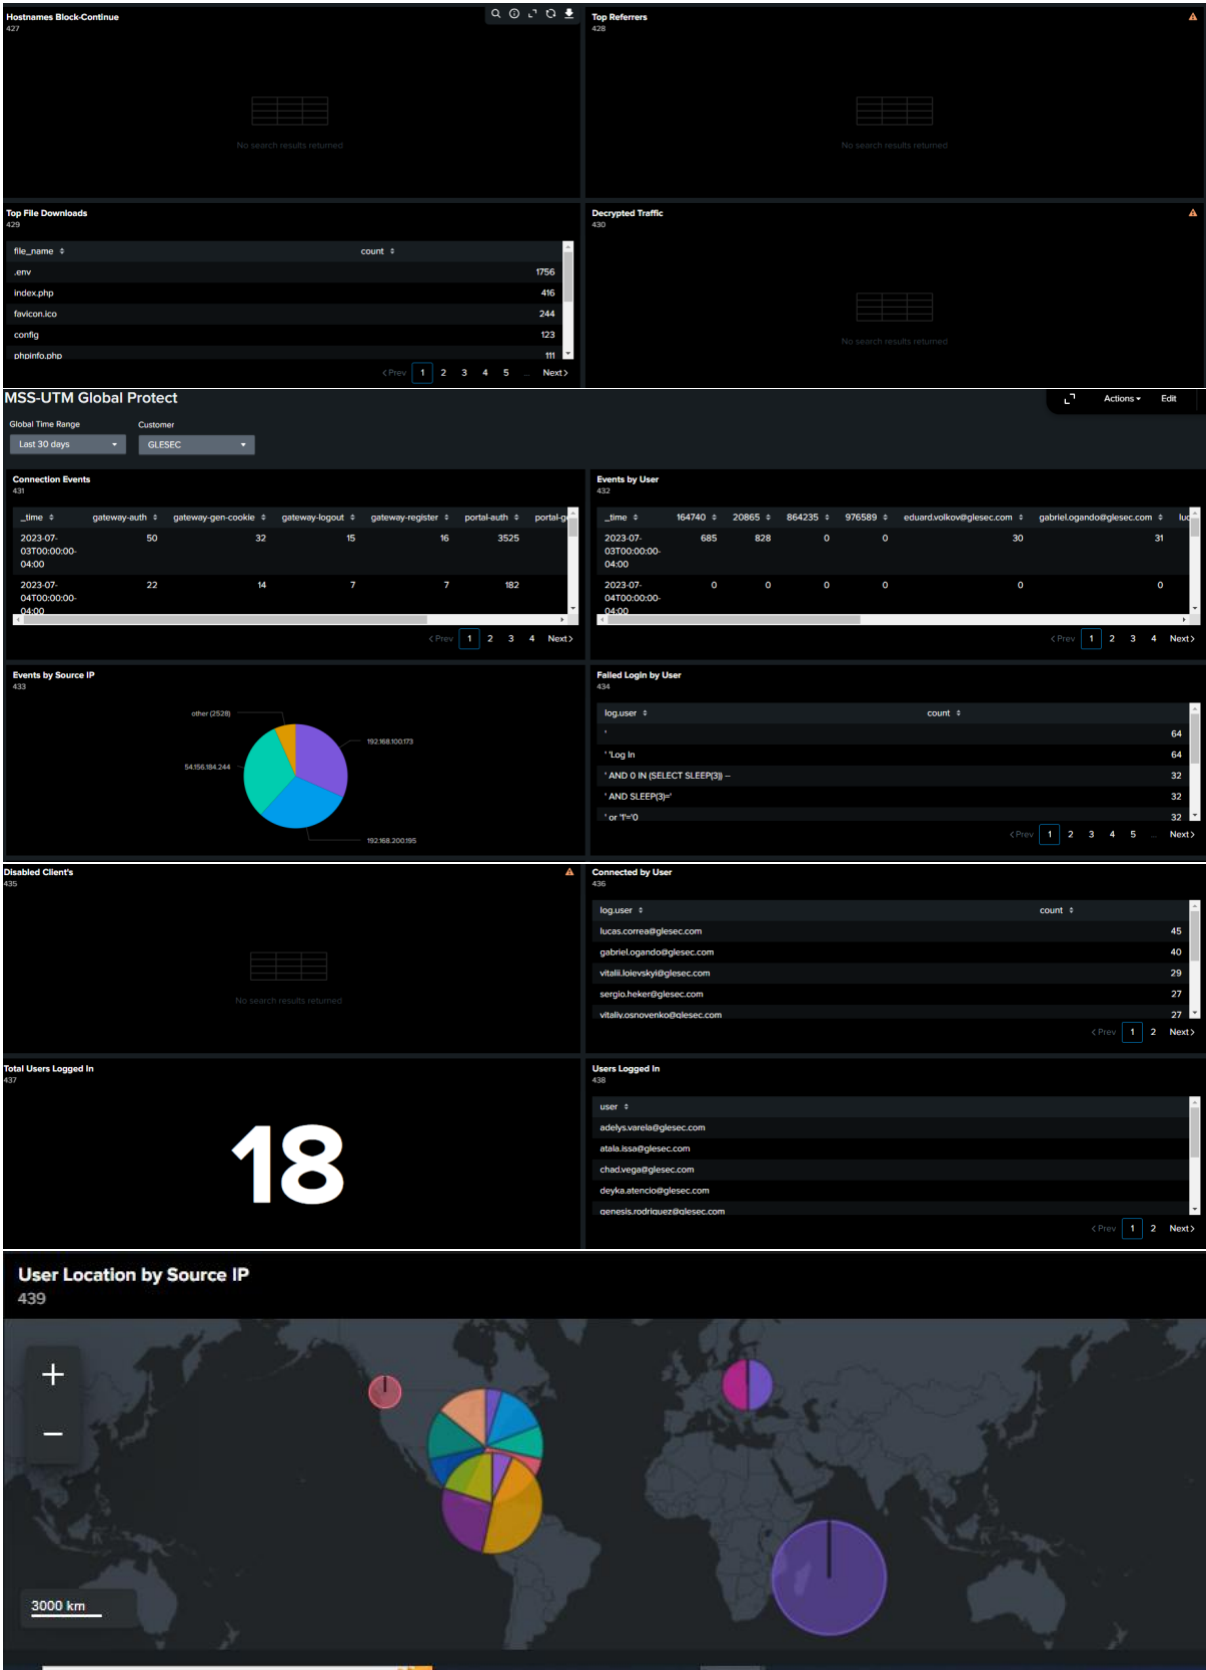 Hostnames Block-Continue
427
No search results returned
Top Referrers
428
No search results returned
Top File Downloads
429
file_name count
.env 1756
index.php 416
favicon.ico 244
config 123
phpinfo.php 111
< Prev 1 2 3 4 5 ... Next >
Decrypted Traffic
430
No search results returned
MSS-UTM Global Protect
Actions Edit
Global Time Range Customer
Last 30 days GLESEC
Connection Events
431
_time gateway-auth gateway-gen-cookie gateway-logout gateway-register portal-auth portal-g
2023-07-
03T00:00:00-
04:00 50 32 15 16 3525
2023-07-
04T00:00:00-
04:00 22 14 7 7 182
< Prev 1 2 3 4 Next >
Events by User
432
_time 164740 20865 864235 976589 eduard.volkov@glesec.com gabriel.ogando@glesec.com luc
2023-07-
03T00:00:00-
04:00 685 828 0 0 30 31
2023-07-
04T00:00:00-
04:00 0 0 0 0 0 0
< Prev 1 2 3 4 Next >
Events by Source IP
433
other (2528)
192.168.100.173
54.156.184.244
192.168.200.195
Failed Login by User
434
log.user count
' 64
' 'Log In 64
' AND 0 IN (SELECT SLEEP(3)) -- 32
' AND SLEEP(3)=' 32
' or '1'='0 32
< Prev 1 2 3 4 5 ... Next >
Disabled Client's
435
No search results returned
Connected by User
436
log.user count
lucas.correa@glesec.com 45
gabriel.ogando@glesec.com 40
vitalii.loievskyi@glesec.com 29
sergio.heker@glesec.com 27
vitaliy.osnovenko@glesec.com 27
< Prev 1 2 Next >
Total Users Logged In
437
18
Users Logged In
438
user
adelys.varela@glesec.com
atala.issa@glesec.com
chad.vega@glesec.com
deyka.atencio@glesec.com
genesis.rodriguez@glesec.com
< Prev 1 2 Next >
User Location by Source IP
439
+
−
3000 km